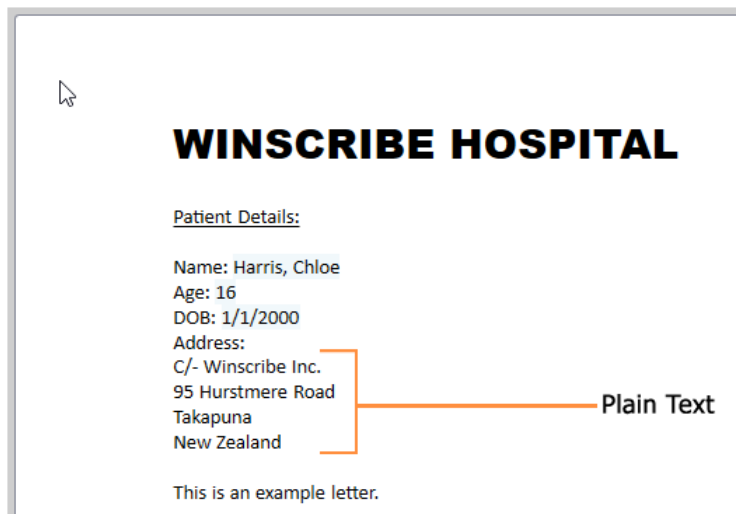 WINSCRIBE HOSPITAL
Patient Details:
Name: Harris, Chloe
Age: 16
DOB: 1/1/2000
Address:
C/- Winscribe Inc.
95 Hurstmere Road
Takapuna
New Zealand
Plain Text
This is an example letter.